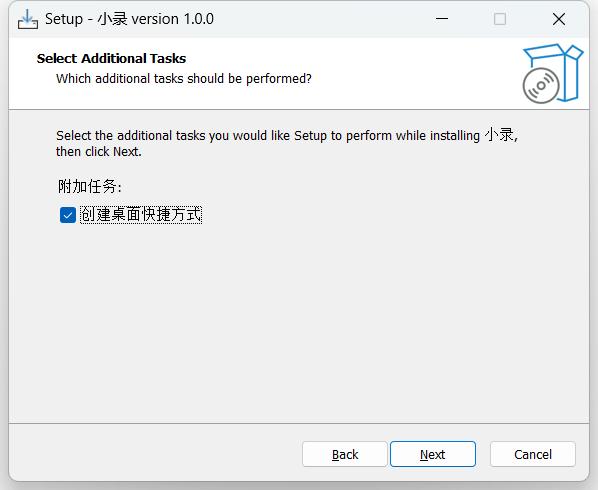 Setup - 小录 version 1.0.0
Select Additional Tasks
Which additional tasks should be performed?
Select the additional tasks you would like Setup to perform while installing 小录,
then click Next.
附加任务:
创建桌面快捷方式
Back
Next
Cancel